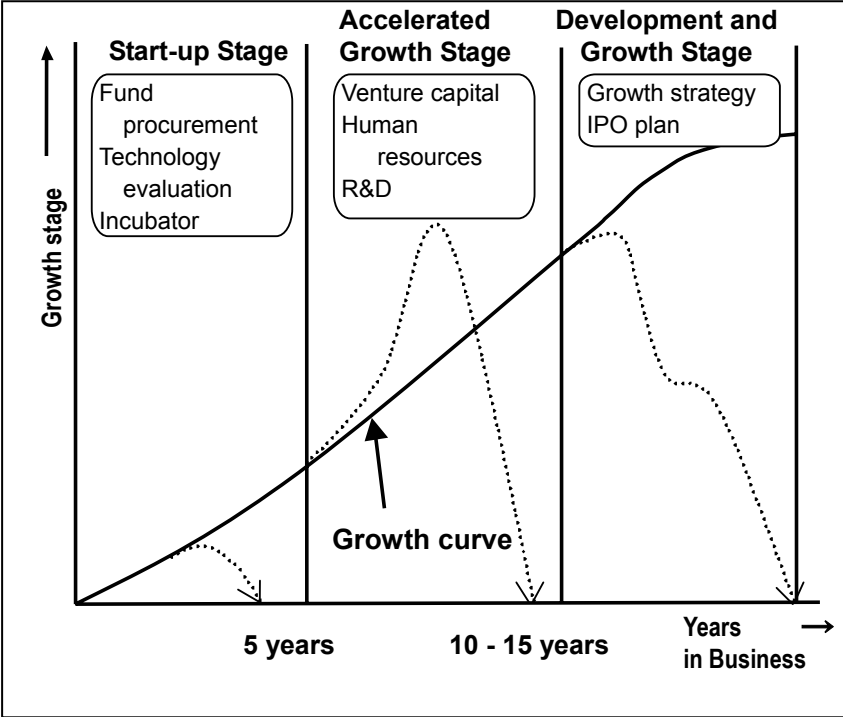 Start-up Stage
Accelerated
Growth Stage
Development and
Growth Stage
Fund
procurement
Technology
evaluation
Incubator
Venture capital
Human
resources
R&D
Growth strategy
IPO plan
Growth stage
Growth curve
5 years
10 - 15 years
Years
in Business